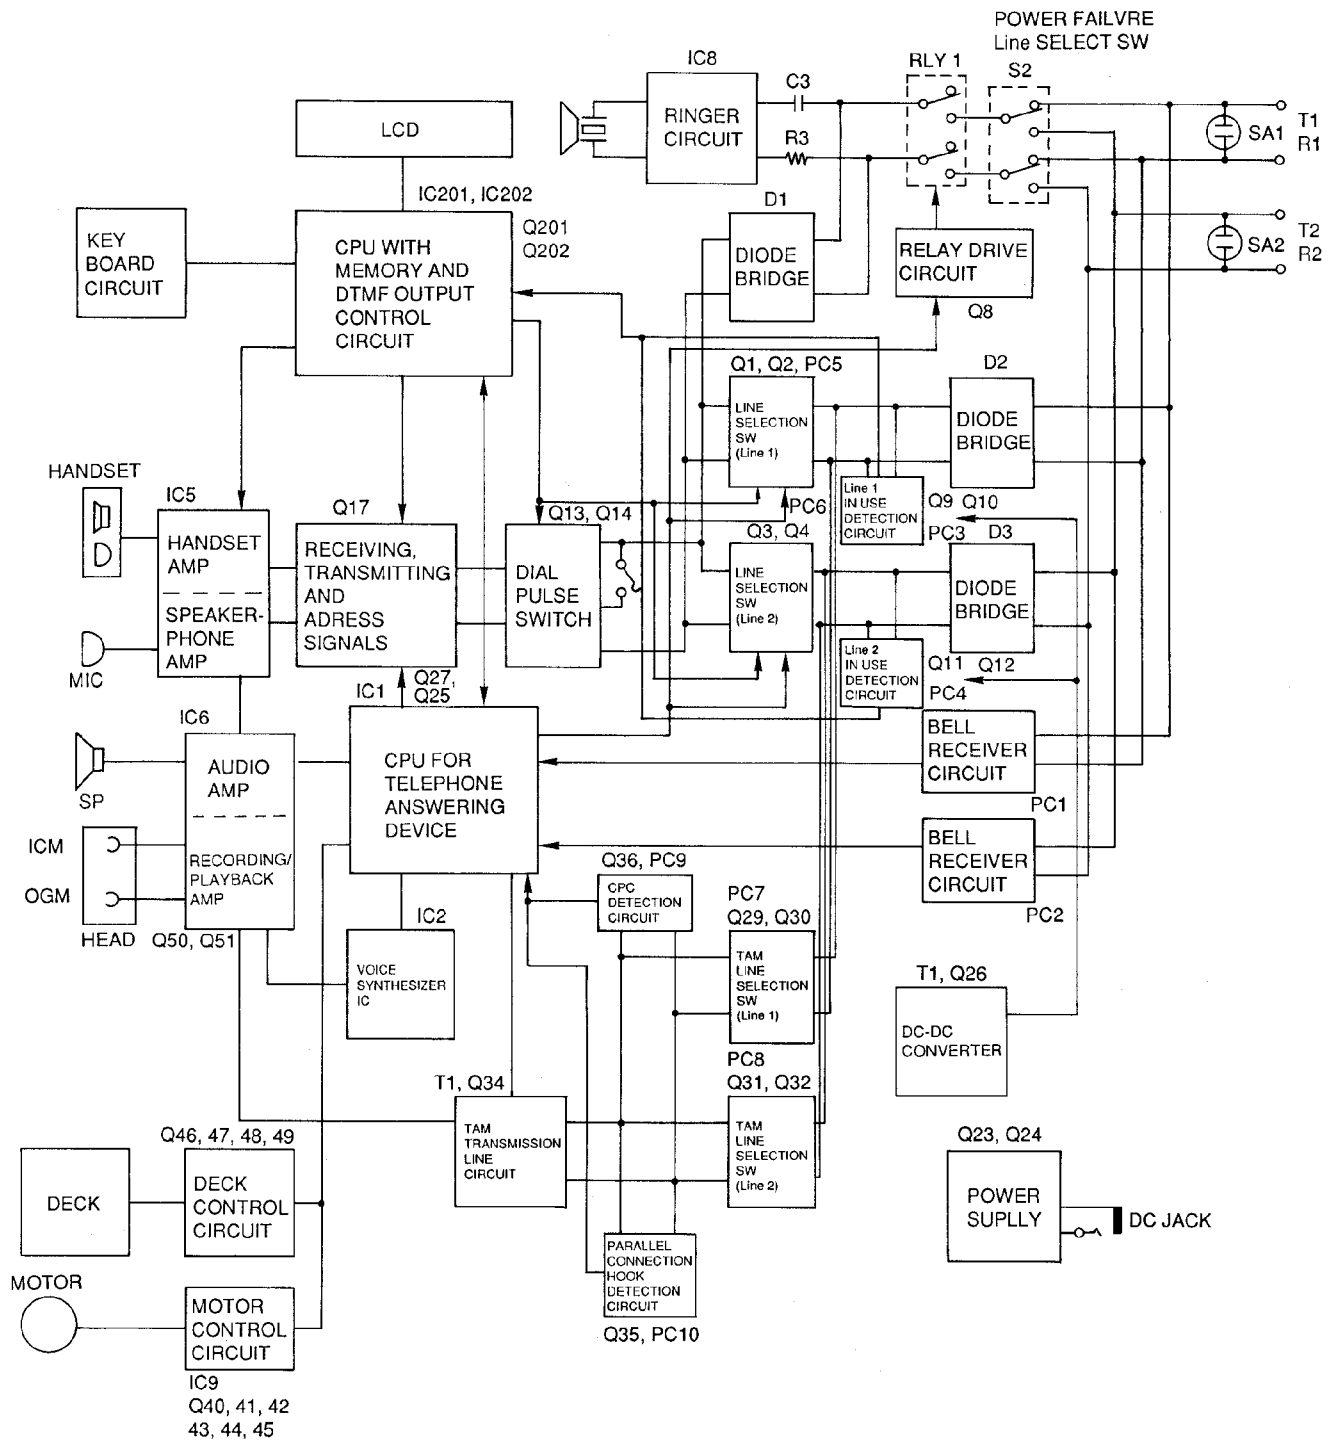 POWER FAILVRE
Line SELECT SW
IC8
C3
RLY 1
S2
RINGER
CIRCUIT
R3
T1
R1
SA1
LCD
IC201, IC202
Q201
Q202
KEY
BOARD
CIRCUIT
CPU WITH
MEMORY AND
DTMF OUTPUT
CONTROL
CIRCUIT
D1
DIODE
BRIDGE
RELAY DRIVE
CIRCUIT
Q8
T2
R2
SA2
Q1, Q2, PC5
LINE
SELECTION
SW
(Line 1)
D2
DIODE
BRIDGE
HANDSET
IC5
HANDSET
AMP
SPEAKER-
PHONE
AMP
MIC
Q17
RECEIVING,
TRANSMITTING
AND
ADRESS
SIGNALS
Q13, Q14
DIAL
PULSE
SWITCH
PC6
Q3, Q4
LINE
SELECTION
SW
(Line 2)
Line 1
IN USE
DETECTION
CIRCUIT
Q9 Q10
PC3
D3
DIODE
BRIDGE
Line 2
IN USE
DETECTION
CIRCUIT
Q11 Q12
PC4
Q27,
Q25
IC1
CPU FOR
TELEPHONE
ANSWERING
DEVICE
IC6
AUDIO
AMP
RECORDING/
PLAYBACK
AMP
SP
ICM
OGM
HEAD
Q50, Q51
BELL
RECEIVER
CIRCUIT
PC1
BELL
RECEIVER
CIRCUIT
PC2
IC2
VOICE
SYNTHESIZER
IC
Q36, PC9
CPC
DETECTION
CIRCUIT
PC7
Q29, Q30
TAM
LINE
SELECTION
SW
(Line 1)
T1, Q26
DC-DC
CONVERTER
PC8
Q31, Q32
TAM
LINE
SELECTION
SW
(Line 2)
T1, Q34
TAM
TRANSMISSION
LINE
CIRCUIT
Q46, 47, 48, 49
DECK
DECK
CONTROL
CIRCUIT
Q23, Q24
POWER
SUPLLY
DC JACK
PARALLEL
CONNECTION
HOOK
DETECTION
CIRCUIT
Q35, PC10
MOTOR
MOTOR
CONTROL
CIRCUIT
IC9
Q40, 41, 42
43, 44, 45